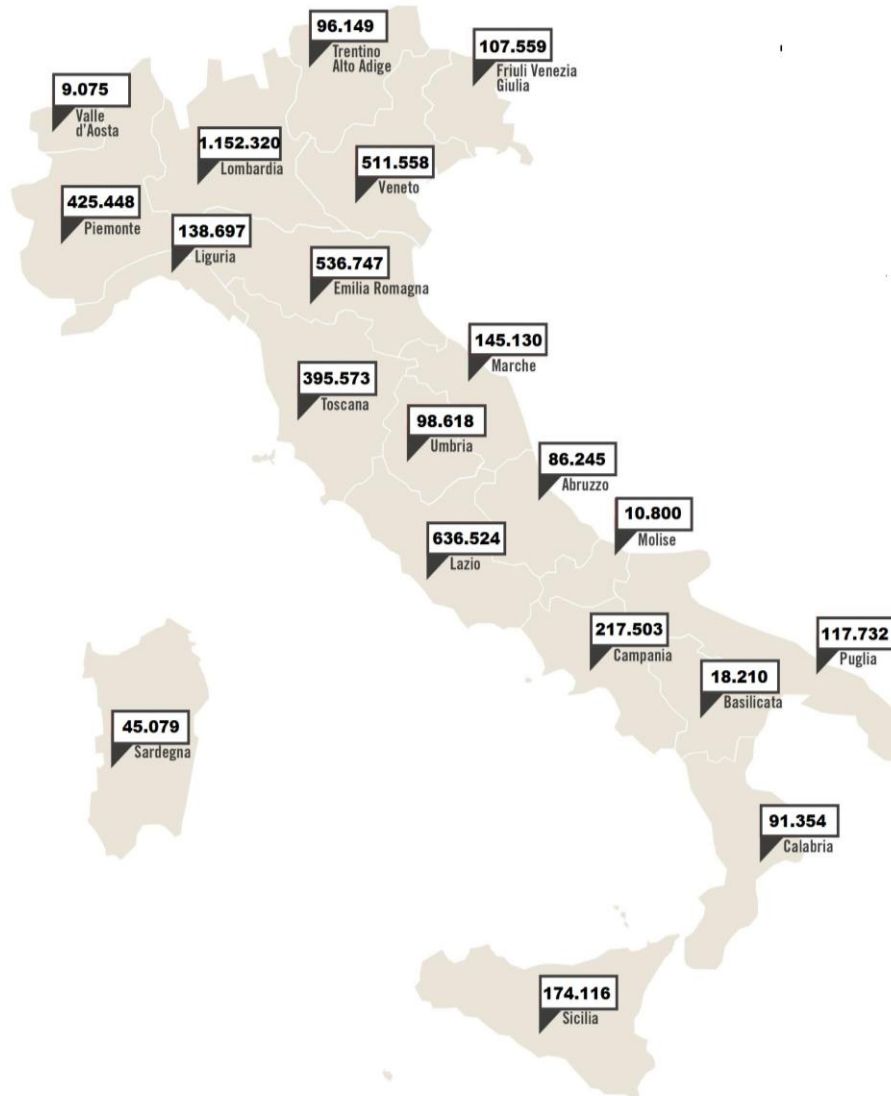 96.149
Trentino
Alto Adige
107.559
Friuli Venezia
Giulia
9.075
Valle
d'Aosta
1.152.320
Lombardia
511.558
Veneto
425.448
Piemonte
138.697
Liguria
536.747
Emilia Romagna
145.130
Marche
395.573
Toscana
98.618
Umbria
86.245
Abruzzo
10.800
Molise
636.524
Lazio
217.503
Campania
117.732
Puglia
18.210
Basilicata
45.079
Sardegna
91.354
Calabria
174.116
Sicilia